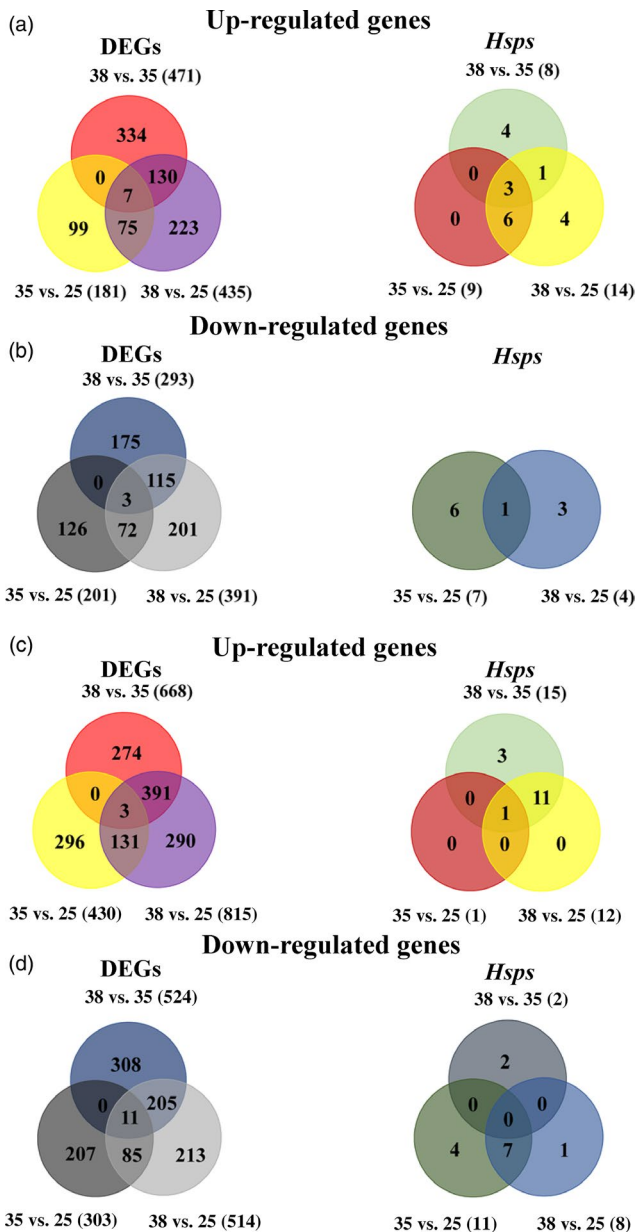 (a)
Up-regulated genes
DEGs
38 vs. 35 (471)
334
0
130
7
99
75
223
35 vs. 25 (181)
38 vs. 25 (435)
Hsps
38 vs. 35 (8)
4
0
1
3
0
6
4
35 vs. 25 (9)
38 vs. 25 (14)
(b)
Down-regulated genes
DEGs
38 vs. 35 (293)
175
0
115
3
126
72
201
35 vs. 25 (201)
38 vs. 25 (391)
Hsps
6
1
3
35 vs. 25 (7)
38 vs. 25 (4)
(c)
Up-regulated genes
DEGs
38 vs. 35 (668)
274
0
391
3
296
131
290
35 vs. 25 (430)
38 vs. 25 (815)
Hsps
38 vs. 35 (15)
3
0
11
1
0
0
0
35 vs. 25 (1)
38 vs. 25 (12)
(d)
Down-regulated genes
DEGs
38 vs. 35 (524)
308
0
205
11
207
85
213
35 vs. 25 (303)
38 vs. 25 (514)
Hsps
38 vs. 35 (2)
2
0
0
0
4
7
1
35 vs. 25 (11)
38 vs. 25 (8)